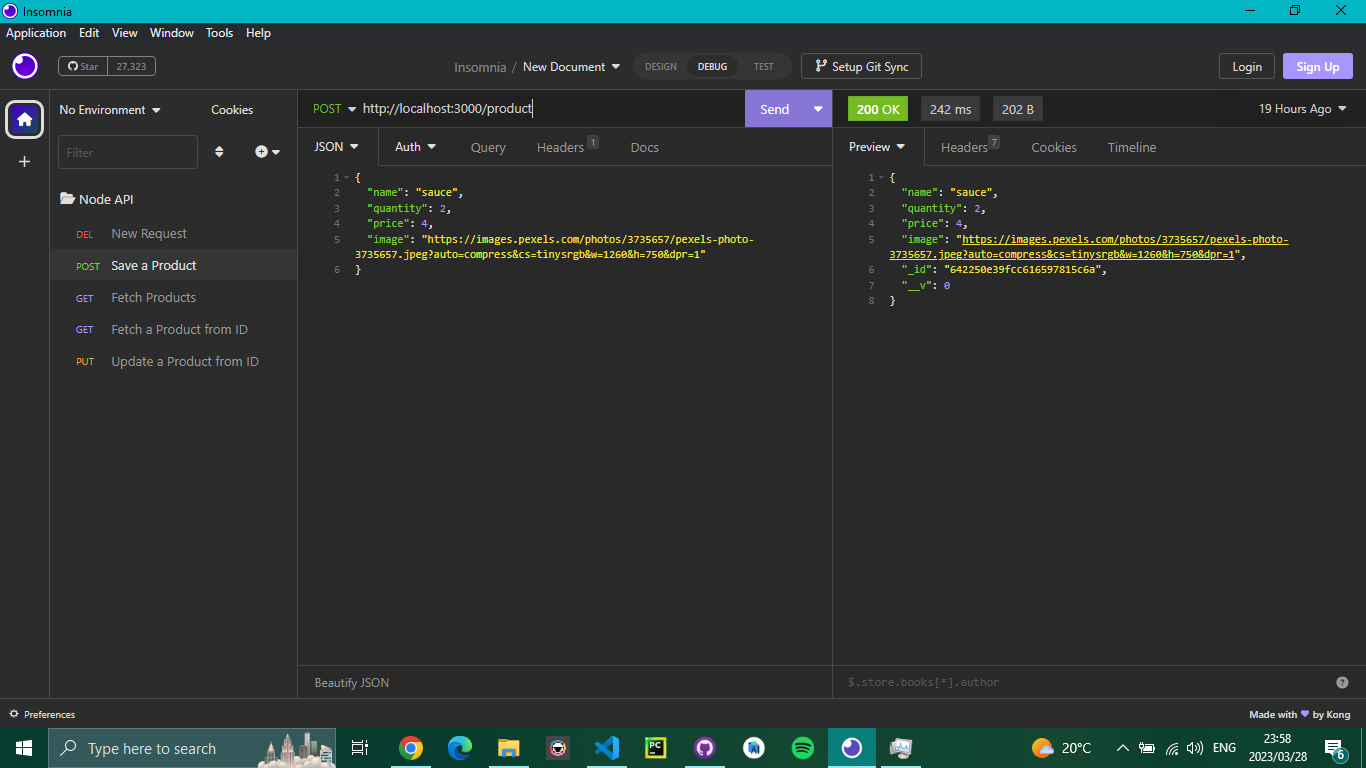 Insomnia
Application Edit View Window Tools Help
Star 27,323
Insomnia / New Document
DESIGN DEBUG TEST
Setup Git Sync
Login Sign Up
No Environment Cookies
Filter
Node API
DEL New Request
POST Save a Product
GET Fetch Products
GET Fetch a Product from ID
PUT Update a Product from ID
POST http://localhost:3000/product
Send
JSON Auth Query Headers 1 Docs
1 {
2 "name": "sauce",
3 "quantity": 2,
4 "price": 4,
5 "image": "https://images.pexels.com/photos/3735657/pexels-photo-
3735657.jpeg?auto=compress&cs=tinysrgb&w=1260&h=750&dpr=1"
6 }
Beautify JSON
200 OK 242 ms 202 B 19 Hours Ago
Preview Headers 7 Cookies Timeline
1 {
2 "name": "sauce",
3 "quantity": 2,
4 "price": 4,
5 "image": "https://images.pexels.com/photos/3735657/pexels-photo-
3735657.jpeg?auto=compress&cs=tinysrgb&w=1260&h=750&dpr=1",
6 "_id": "642250e39fcc616597815c6a",
7 "__v": 0
8 }
$.store.books[*].author
Preferences
Made with ♥ by Kong
Type here to search
PC
20°C
ENG
23:58
2023/03/28
6